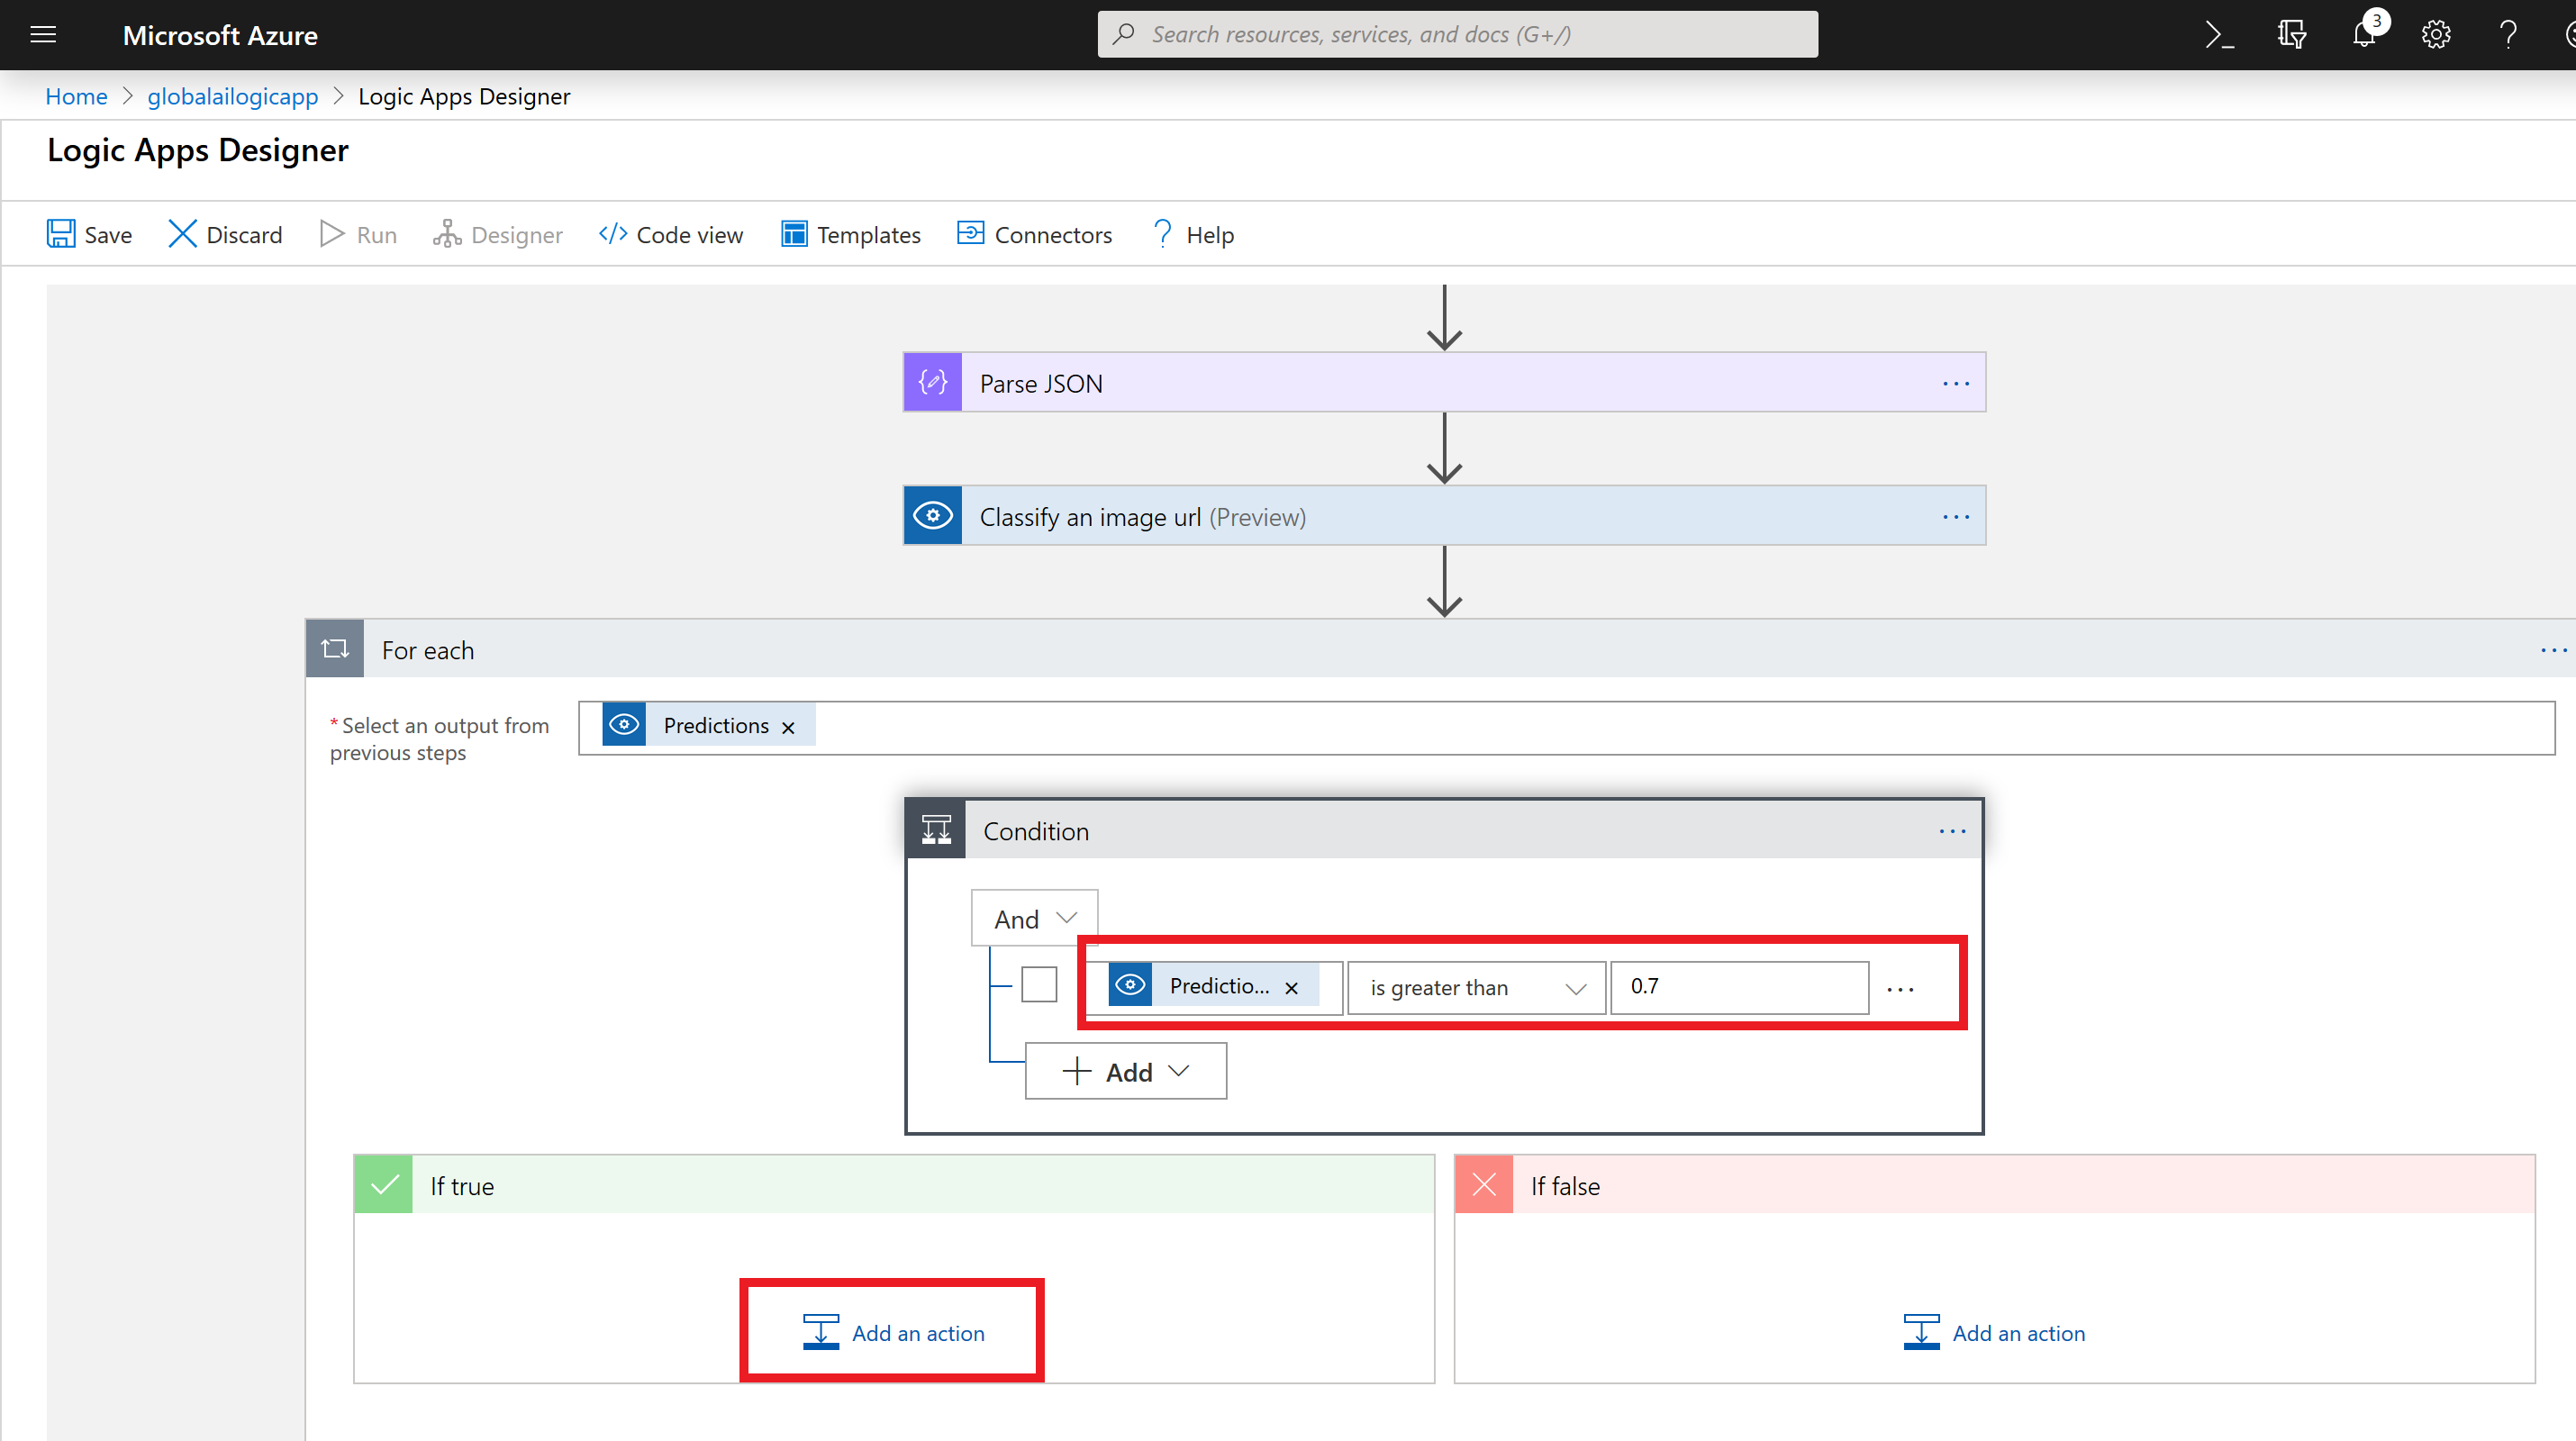 Microsoft Azure
Search resources, services, and docs (G+/)
3
Home > globalailogicapp > Logic Apps Designer
Logic Apps Designer
Save Discard Run Designer </> Code view Templates Connectors ? Help
Parse JSON ...
Classify an image url (Preview) ...
For each ...
* Select an output from
previous steps
Predictions ×
Condition ...
And
Predictio... × is greater than 0.7 ...
+ Add
If true
If false
Add an action
Add an action